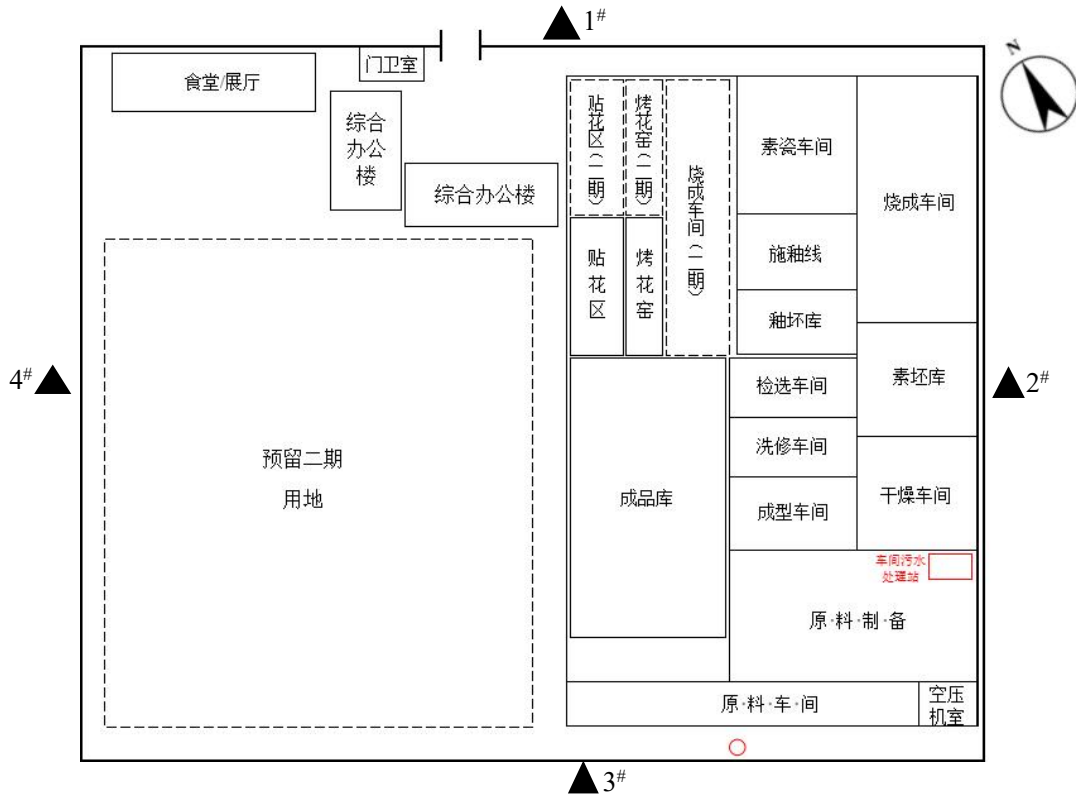 1#
N
门卫室
食堂/展厅
综合
办公
楼
综合办公楼
贴花区(二期)
烤花窑(二期)
烧成车间(二期)
素瓷车间
烧成车间
施釉线
釉坯库
贴花区
烤花窑
4#
2#
检选车间
素坯库
洗修车间
预留二期
用地
成品库
成型车间
干燥车间
车间污水
处理站
原·料·制·备
原·料·车·间
空压
机室
3#